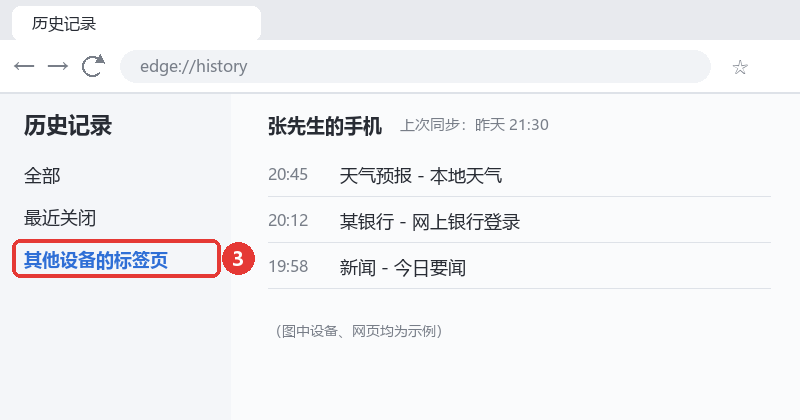 历史记录
edge://history
历史记录
全部
最近关闭
其他设备的标签页 3
张先生的手机 上次同步：昨天 21:30
20:45 天气预报 - 本地天气
20:12 某银行 - 网上银行登录
19:58 新闻 - 今日要闻
（图中设备、网页均为示例）